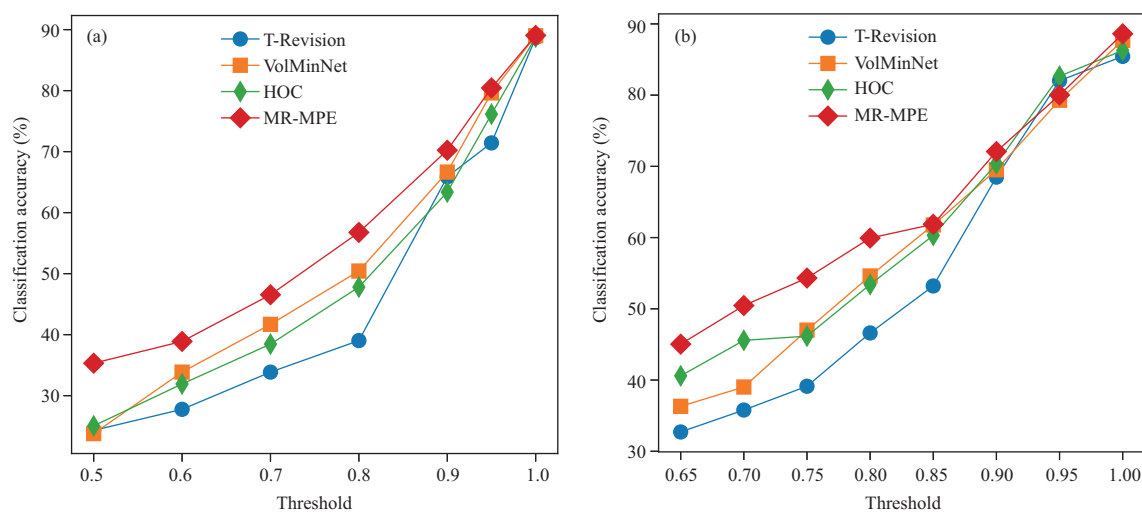 (a)
T-Revision
VolMinNet
HOC
MR-MPE
Classification accuracy (%)
90
80
70
60
50
40
30
0.5 0.6 0.7 0.8 0.9 1.0
Threshold
(b)
T-Revision
VolMinNet
HOC
MR-MPE
Classification accuracy (%)
90
80
70
60
50
40
30
0.65 0.70 0.75 0.80 0.85 0.90 0.95 1.00
Threshold